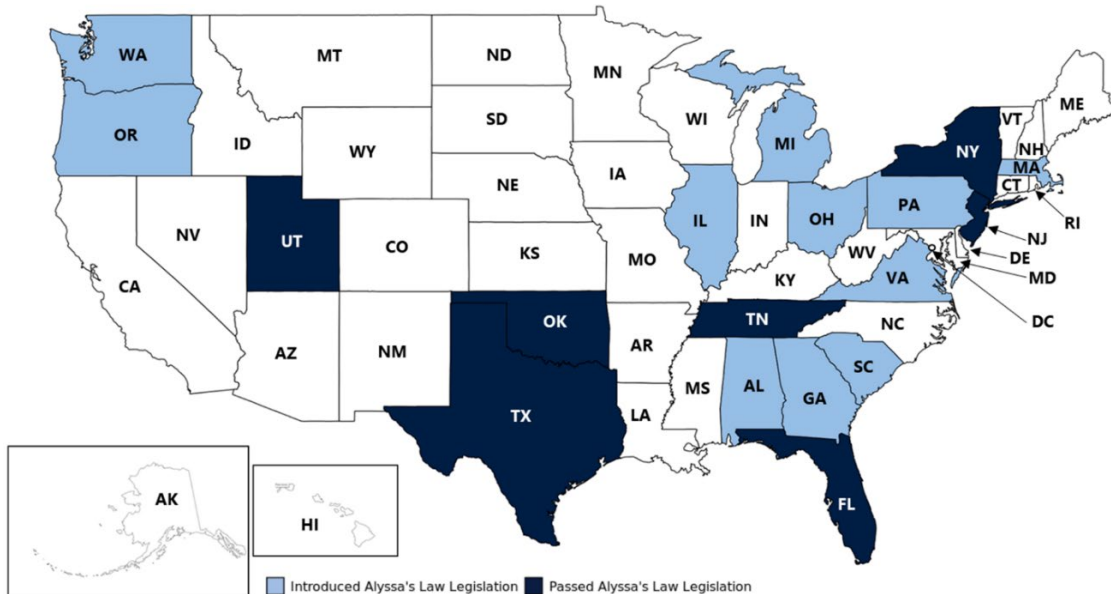 WA
MT
ND
MN
ME
OR
ID
SD
WI
MI
VT
NH
NY
MA
WY
IA
CT
NE
PA
RI
NV
UT
CO
IL
IN
OH
NJ
KS
MO
WV
DE
CA
VA
MD
KY
DC
OK
TN
NC
AZ
NM
AR
SC
MS
AL
GA
TX
LA
AK
HI
FL
Introduced Alyssa's Law Legislation
Passed Alyssa's Law Legislation